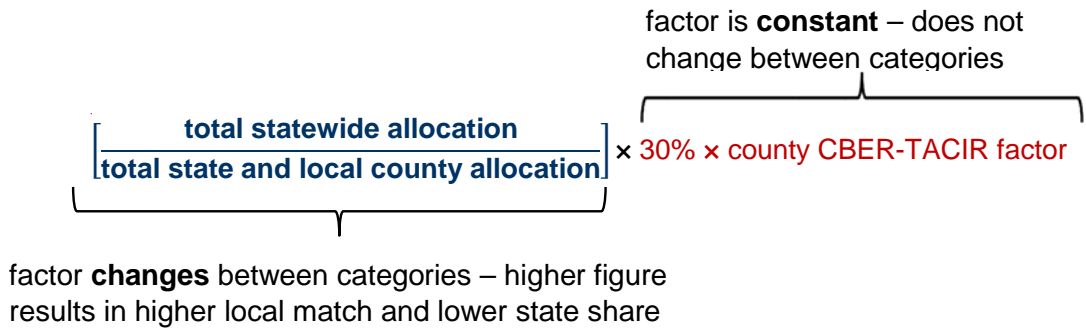 factor is constant – does not
change between categories
total statewide allocation
total state and local county allocation
× 30% × county CBER-TACIR factor
factor changes between categories – higher figure
results in higher local match and lower state share